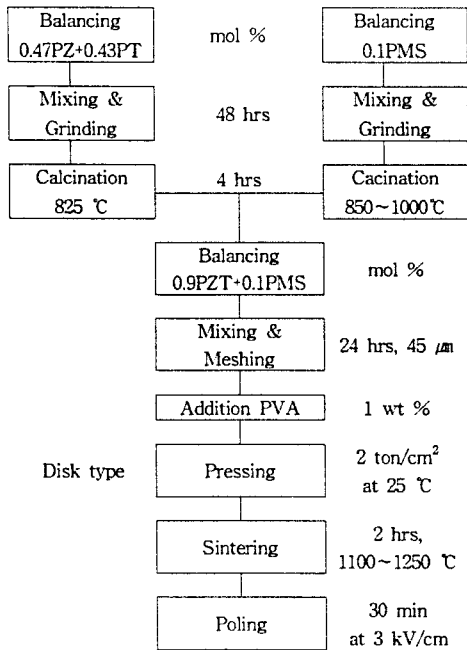 Balancing
0.47PZ+0.43PT
mol %
Balancing
0.1PMS
Mixing &
Grinding
48 hrs
Mixing &
Grinding
Calcination
825 ℃
4 hrs
Cacination
850~1000℃
Balancing
0.9PZT+0.1PMS
mol %
Mixing &
Meshing
24 hrs, 45 ㎛
Addition PVA
1 wt %
Disk type
Pressing
2 ton/cm²
at 25 ℃
Sintering
2 hrs,
1100~1250 ℃
Poling
30 min
at 3 kV/cm